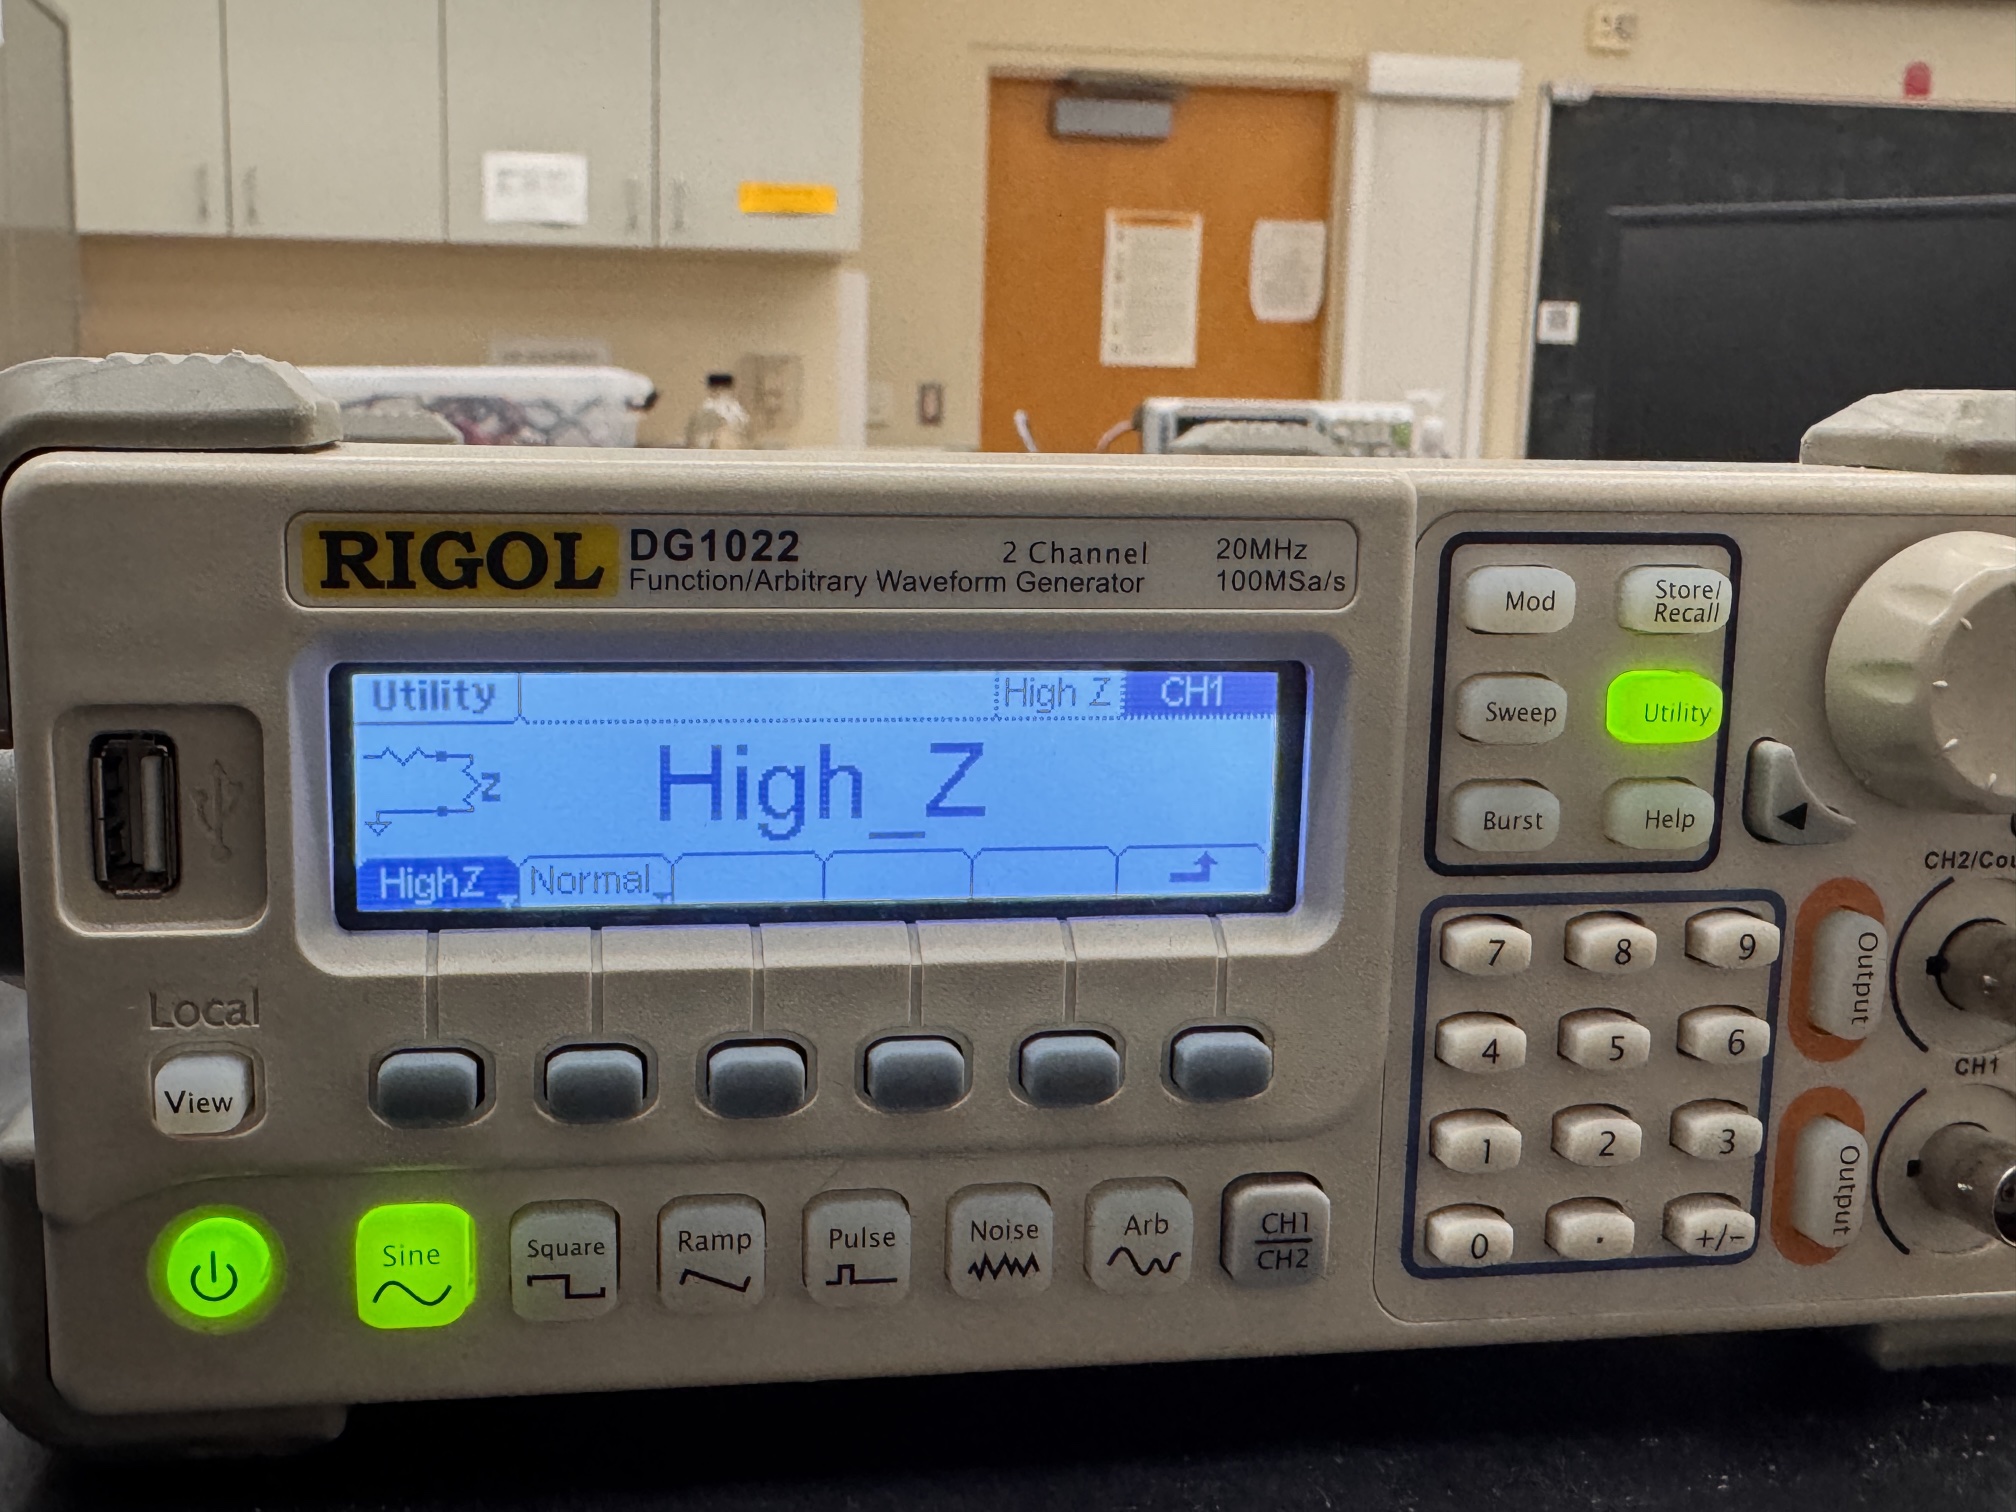 RIGOL DG1022 2 Channel 20MHz
Function/Arbitrary Waveform Generator 100MSa/s
Utility High Z CH1
High_Z
Z
HighZ Normal
Local
View
Sine
Square
Ramp
Pulse
Noise
Arb
CH1
CH2
Mod
Store/
Recall
Sweep
Utility
Burst
Help
7 8 9
4 5 6
1 2 3
0 . +/-
CH2/Cou
Output
CH1
Output